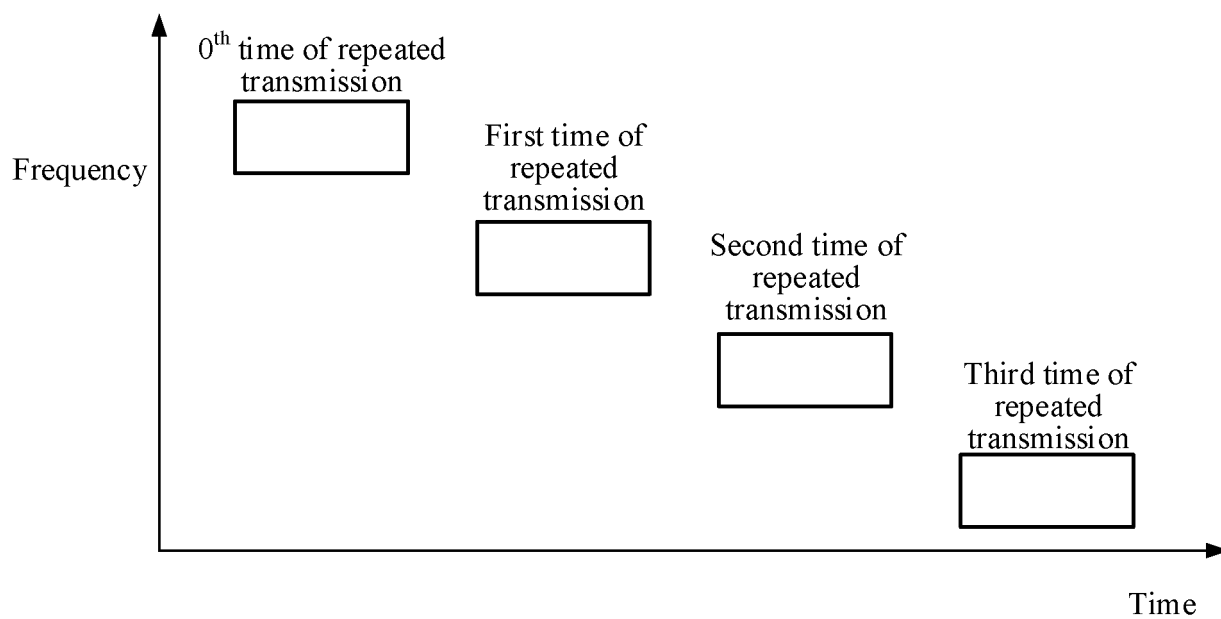 0th time of repeated
transmission
First time of
repeated
transmission
Frequency
Second time of
repeated
transmission
Third time of
repeated
transmission
Time